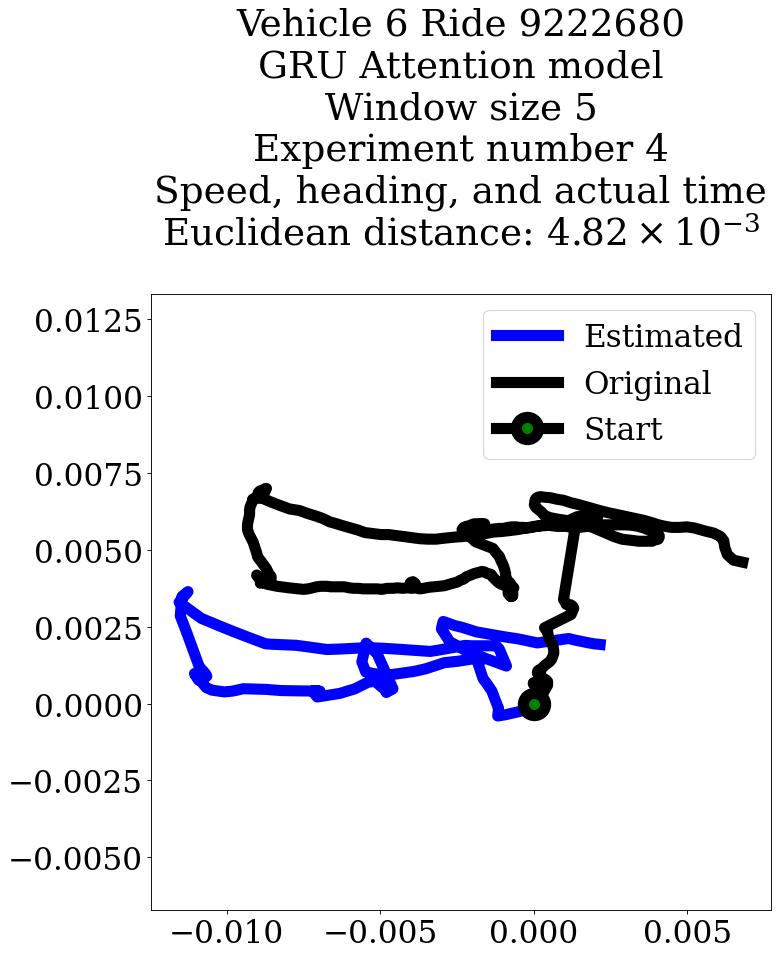 Vehicle 6 Ride 9222680
GRU Attention model
Window size 5
Experiment number 4
Speed, heading, and actual time
Euclidean distance: 4.82 × 10⁻³
Estimated
Original
Start
0.0125
0.0100
0.0075
0.0050
0.0025
0.0000
−0.0025
−0.0050
−0.010 −0.005 0.000 0.005